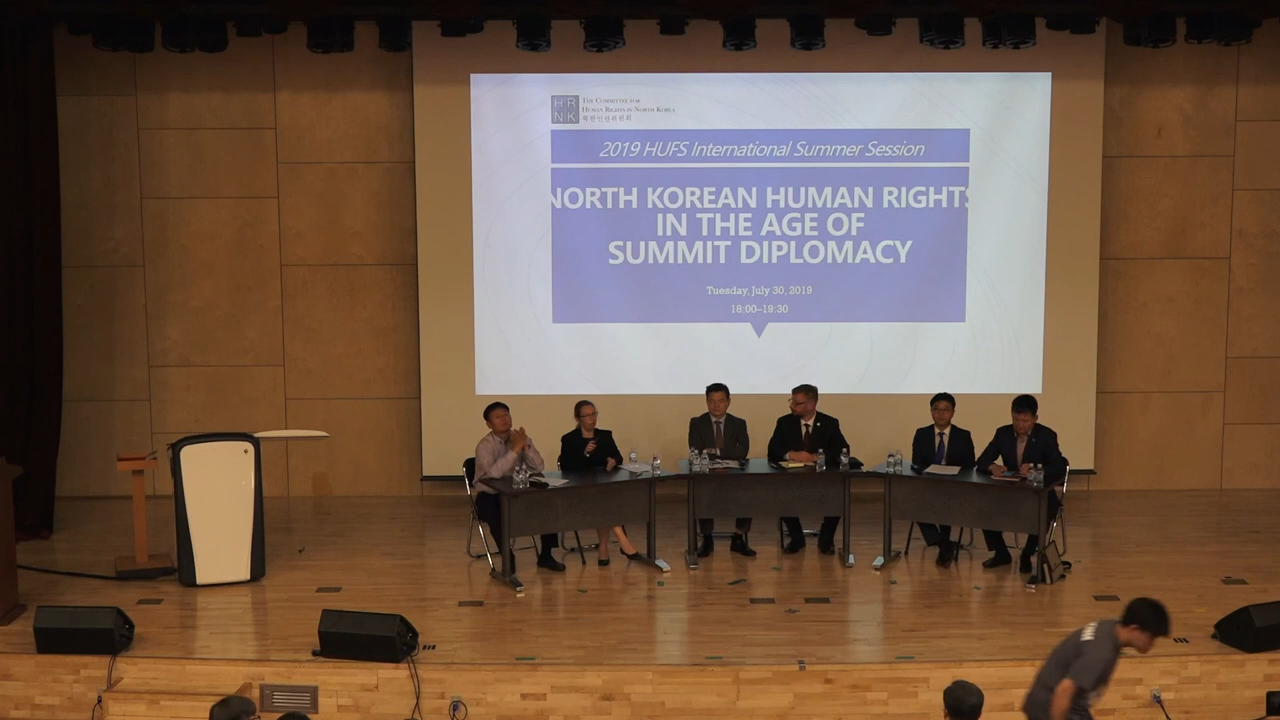 HR
NK
THE COMMITTEE FOR
HUMAN RIGHTS IN NORTH KOREA
북한인권위원회
2019 HUFS International Summer Session
NORTH KOREAN HUMAN RIGHTS
IN THE AGE OF
SUMMIT DIPLOMACY
Tuesday, July 30, 2019
18:00–19:30